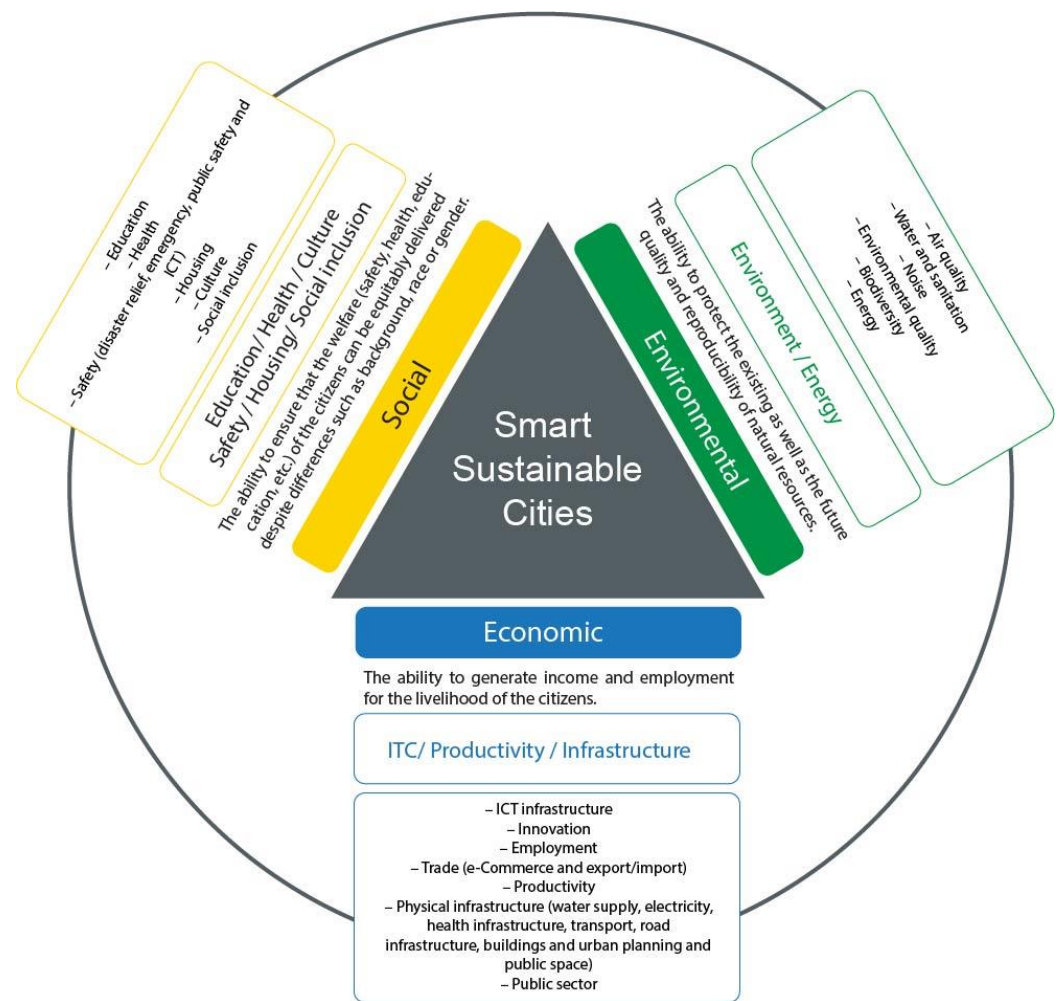 Smart
Sustainable
Cities
Social
The ability to ensure that the welfare (safety, health, edu-
cation, etc.) of the citizens can be equitably delivered
despite differences such as background, race or gender.
Education/ Health / Culture
Safety / Housing/ Social inclusion
– Education
– Health
– Safety (disaster relief, emergency, public safety and
ICT)
– Housing
– Culture
– Social inclusion
Environmental
The ability to protect the existing as well as the future
quality and reproducibility of natural resources.
Environment / Energy
– Air quality
– Water and sanitation
– Noise
– Environmental quality
– Biodiversity
– Energy
Economic
The ability to generate income and employment
for the livelihood of the citizens.
ITC/ Productivity / Infrastructure
– ICT infrastructure
– Innovation
– Employment
– Trade (e-Commerce and export/import)
– Productivity
– Physical infrastructure (water supply, electricity,
health infrastructure, transport, road
infrastructure, buildings and urban planning and
public space)
– Public sector